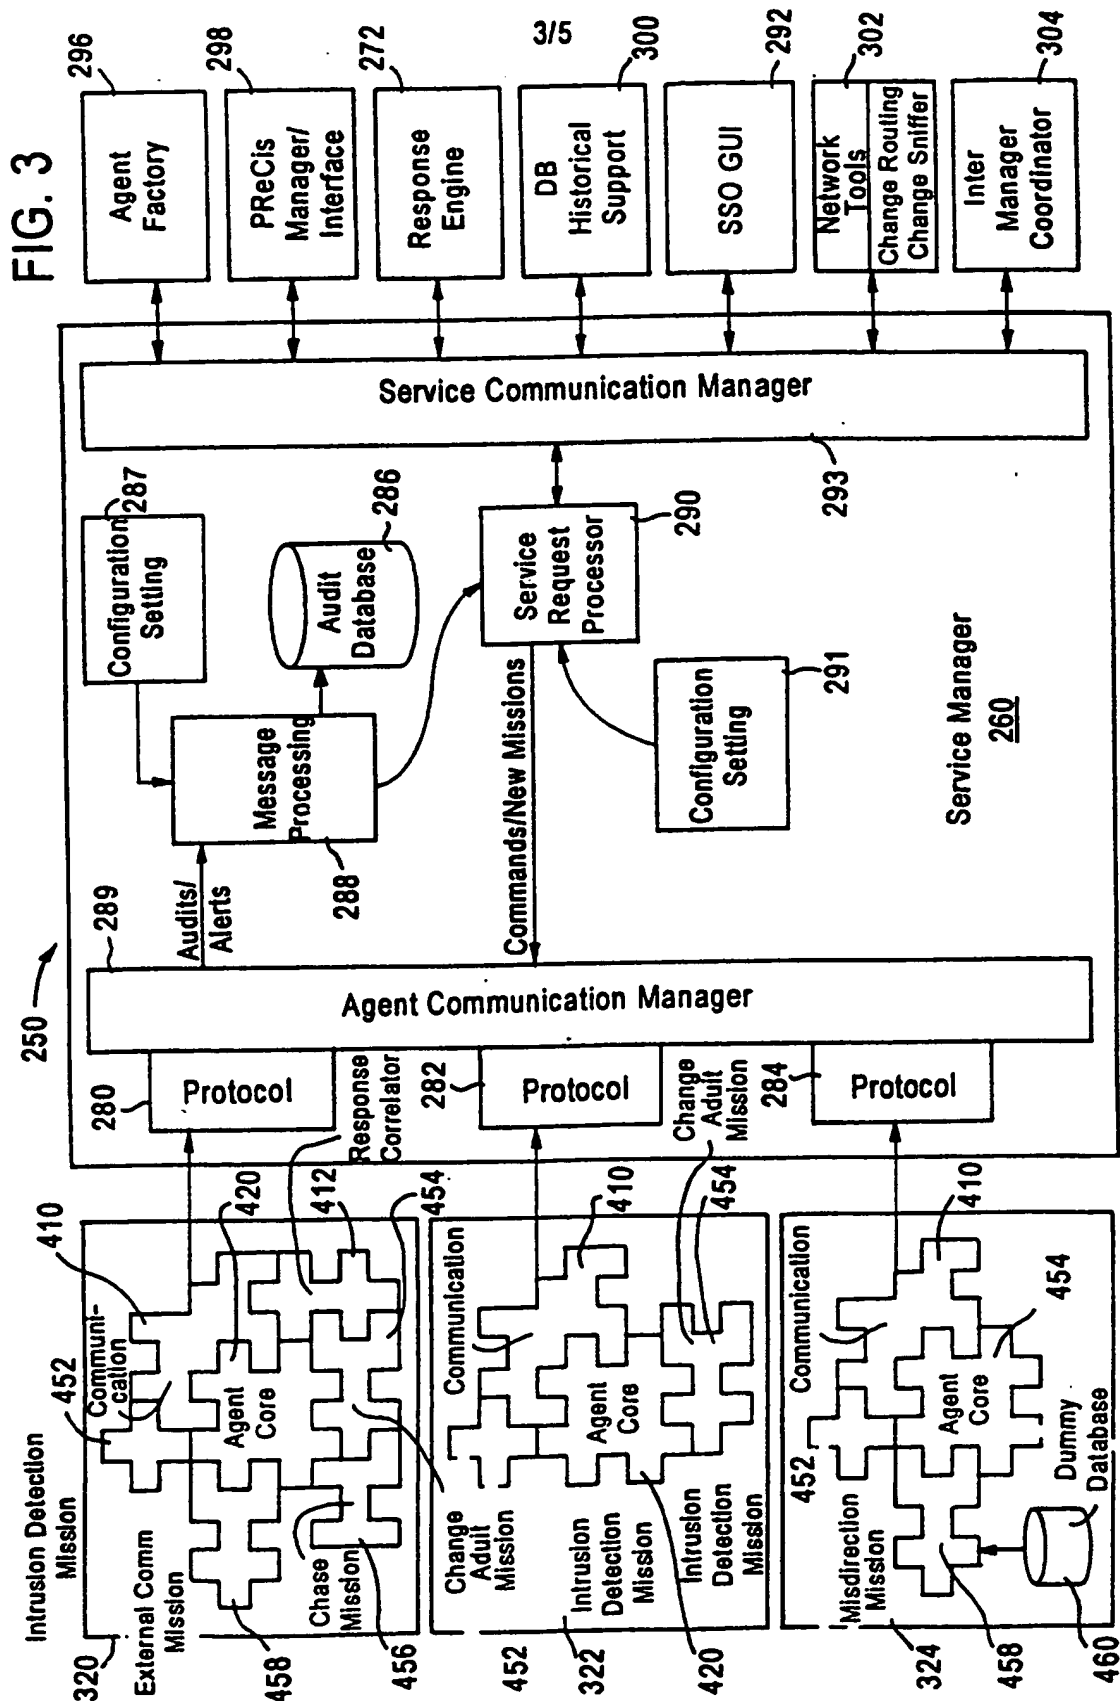 3/5
FIG. 3
250
296
Agent
Factory
298
PReCis
Manager/
Interface
272
Response
Engine
300
DB
Historical
Support
292
SSO GUI
302
Network
Tools
Change Routing
Change Sniffer
304
Inter
Manager
Coordinator
Service Communication Manager
293
287
Configuration
Setting
286
Audit
Database
290
Service
Request
Processor
291
Configuration
Setting
Message
Processing
288
Audits/
Alerts
Commands/New Missions
Service Manager
260
289
Agent Communication Manager
280
Protocol
Response
Correlator
282
Protocol
Change
Aduit
Mission
284
Protocol
Intrusion Detection
Mission
320
External Comm
Mission
452
Communi-
cation
410
420
412
454
Agent
Core
458
Chase
Mission
456
Change
Aduit
Mission
452
Communication
410
454
Agent
Core
322
Intrusion
Detection
Mission
Intrusion
Detection Mission
420
452
Communication
410
454
Agent
Core
Misdirection
Mission
324
458
Dummy
Database
460